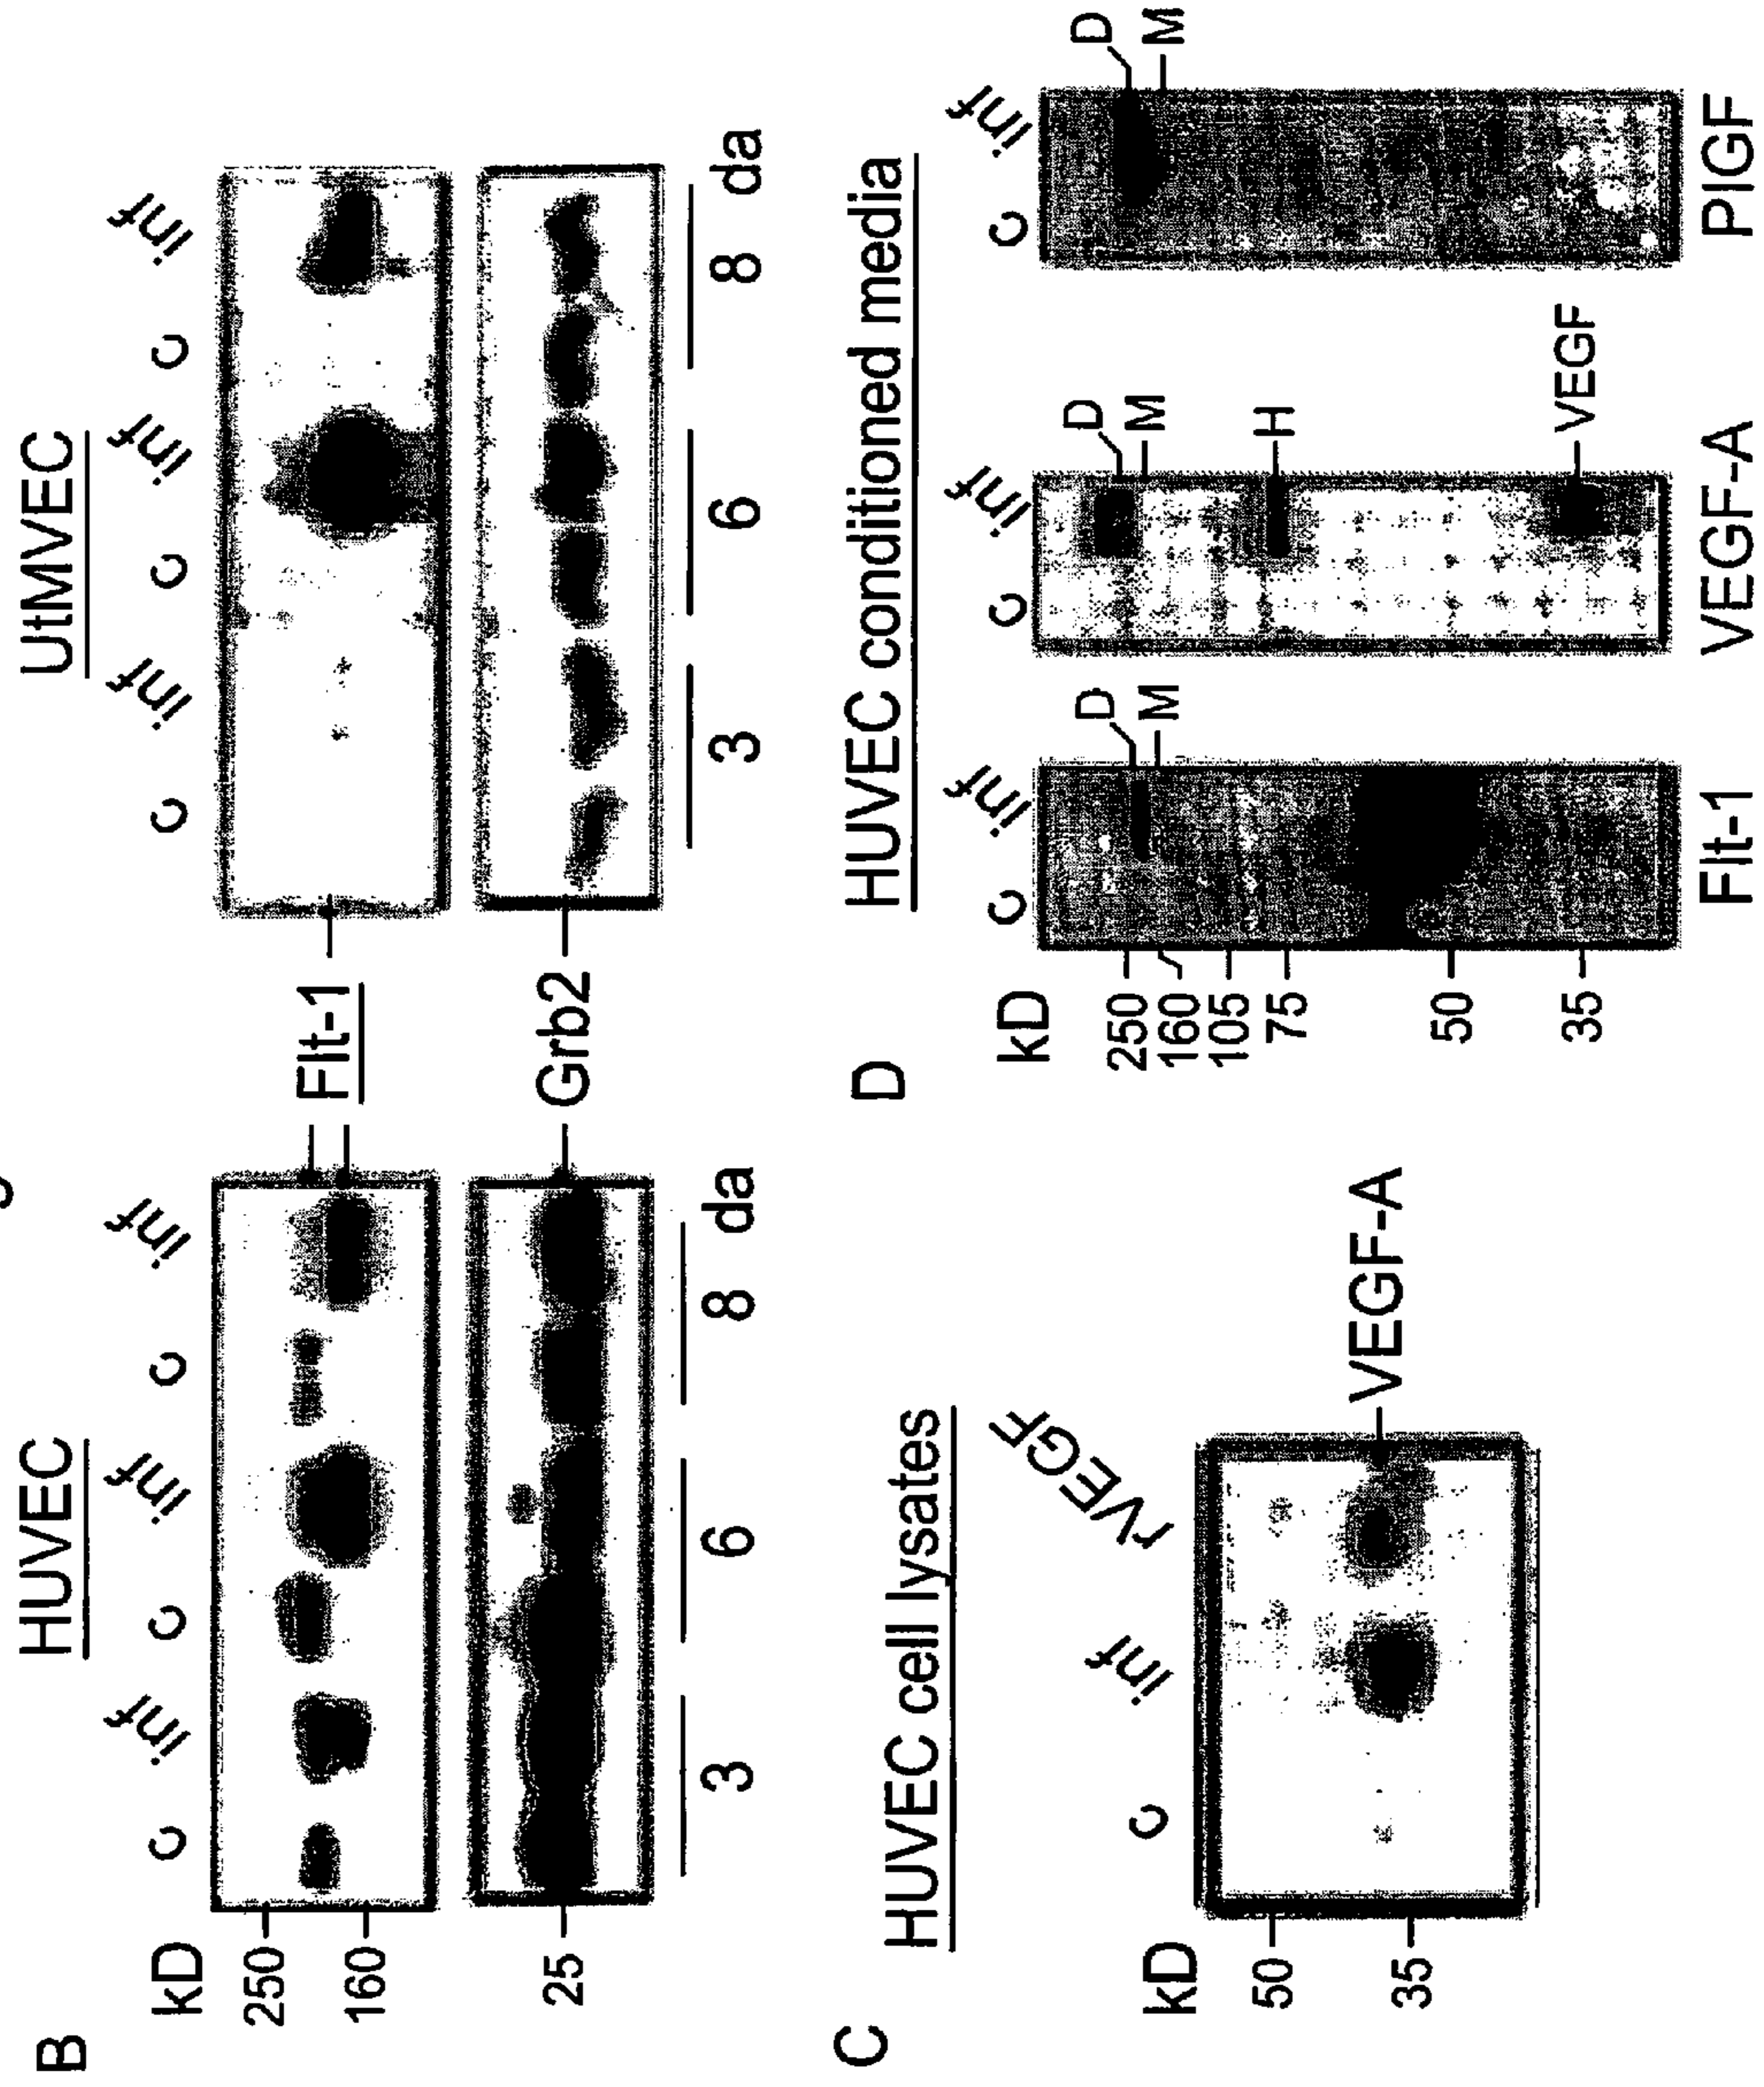 B
HUVEC
UtMVEC
kD
c inf c inf c inf
c inf c inf c inf
250
160
Flt-1
25
Grb2
3 6 8 da
3 6 8 da
C
HUVEC cell lysates
kD
c inf rVEGF
50
35
VEGF-A
D
HUVEC conditioned media
kD
c inf
c inf
c inf
250
160
105
75
50
35
D
M
D
M
H
VEGF
D
M
Flt-1
VEGF-A
PlGF